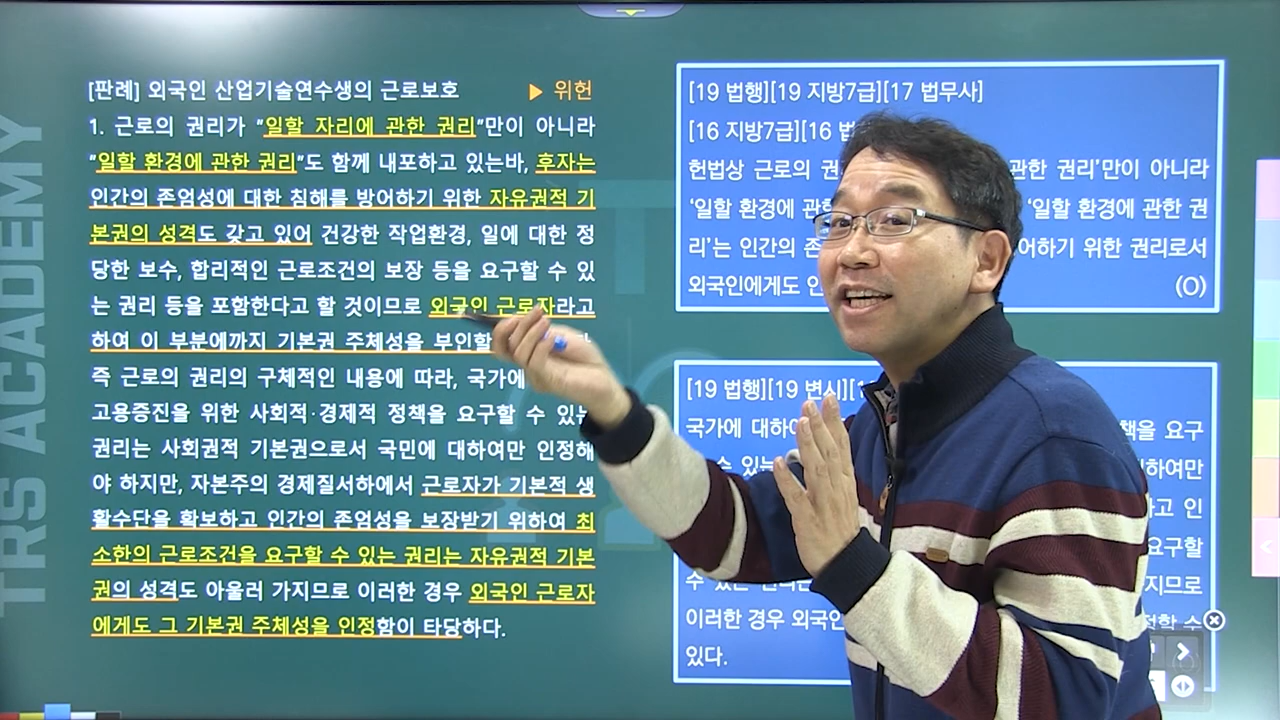 TRS ACADEMY
[판례] 외국인 산업기술연수생의 근로보호 ▶ 위헌
1. 근로의 권리가 "일할 자리에 관한 권리"만이 아니라
"일할 환경에 관한 권리"도 함께 내포하고 있는바, 후자는
인간의 존엄성에 대한 침해를 방어하기 위한 자유권적 기
본권의 성격도 갖고 있어 건강한 작업환경, 일에 대한 정
당한 보수, 합리적인 근로조건의 보장 등을 요구할 수 있
는 권리 등을 포함한다고 할 것이므로 외국인 근로자라고
하여 이 부분에까지 기본권 주체성을 부인할
즉 근로의 권리의 구체적인 내용에 따라, 국가에
고용증진을 위한 사회적·경제적 정책을 요구할 수 있는
권리는 사회권적 기본권으로서 국민에 대하여만 인정해
야 하지만, 자본주의 경제질서하에서 근로자가 기본적 생
활수단을 확보하고 인간의 존엄성을 보장받기 위하여 최
소한의 근로조건을 요구할 수 있는 권리는 자유권적 기본
권의 성격도 아울러 가지므로 이러한 경우 외국인 근로자
에게도 그 기본권 주체성을 인정함이 타당하다.
[19 법행][19 지방7급][17 법무사]
[16 지방7급][16 법
헌법상 근로의 권 관한 권리'만이 아니라
'일할 환경에 관한 '일할 환경에 관한 권
리'는 인간의 존 어하기 위한 권리로서
외국인에게도 인 (O)
[19 법행][19 변시][1
국가에 대하여 책을 요구
수 있는 하여만
하고 인
요구할
수 있는 권리는 지므로
이러한 경우 외국인 정할 수
있다.